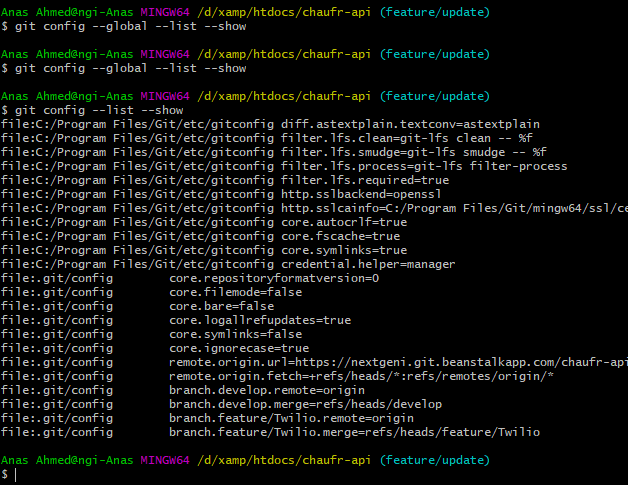 Anas Ahmed@ngi-Anas MINGW64 /d/xamp/htdocs/chaufr-api (feature/update)
$ git config --global --list --show
Anas Ahmed@ngi-Anas MINGW64 /d/xamp/htdocs/chaufr-api (feature/update)
$ git config --global --list --show
Anas Ahmed@ngi-Anas MINGW64 /d/xamp/htdocs/chaufr-api (feature/update)
$ git config --list --show
file:C:/Program Files/Git/etc/gitconfig diff.astextplain.textconv=astextplain
file:C:/Program Files/Git/etc/gitconfig filter.lfs.clean=git-lfs clean -- %f
file:C:/Program Files/Git/etc/gitconfig filter.lfs.smudge=git-lfs smudge -- %f
file:C:/Program Files/Git/etc/gitconfig filter.lfs.process=git-lfs filter-process
file:C:/Program Files/Git/etc/gitconfig filter.lfs.required=true
file:C:/Program Files/Git/etc/gitconfig http.sslbackend=openssl
file:C:/Program Files/Git/etc/gitconfig http.sslcainfo=C:/Program Files/Git/mingw64/ssl/ce
file:C:/Program Files/Git/etc/gitconfig core.autocrlf=true
file:C:/Program Files/Git/etc/gitconfig core.fscache=true
file:C:/Program Files/Git/etc/gitconfig core.symlinks=true
file:C:/Program Files/Git/etc/gitconfig credential.helper=manager
file:.git/config core.repositoryformatversion=0
file:.git/config core.filemode=false
file:.git/config core.bare=false
file:.git/config core.logallrefupdates=true
file:.git/config core.symlinks=false
file:.git/config core.ignorecase=true
file:.git/config remote.origin.url=https://nextgeni.git.beanstalkapp.com/chaufr-api
file:.git/config remote.origin.fetch=+refs/heads/*:refs/remotes/origin/*
file:.git/config branch.develop.remote=origin
file:.git/config branch.develop.merge=refs/heads/develop
file:.git/config branch.feature/Twilio.remote=origin
file:.git/config branch.feature/Twilio.merge=refs/heads/feature/Twilio
Anas Ahmed@ngi-Anas MINGW64 /d/xamp/htdocs/chaufr-api (feature/update)
$